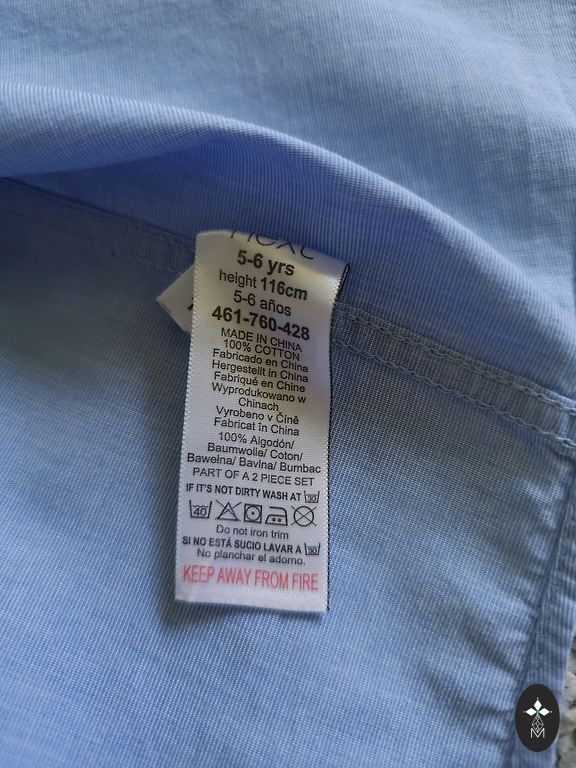 next
5-6 yrs
height 116cm
5-6 años
461-760-428
MADE IN CHINA
100% COTTON
Fabricado en China
Hergestellt in China
Fabriqué en Chine
Wyprodukowano w
Chinach
Vyrobeno v Číně
Fabricat în China
100% Algodón/
Baumwolle/ Coton/
Bawełna/ Bavlna/ Bumbac
PART OF A 2 PIECE SET
IF IT'S NOT DIRTY WASH AT 30
40
Do not iron trim
SI NO ESTÁ SUCIO LAVAR A 30
No planchar el adorno.
KEEP AWAY FROM FIRE
M